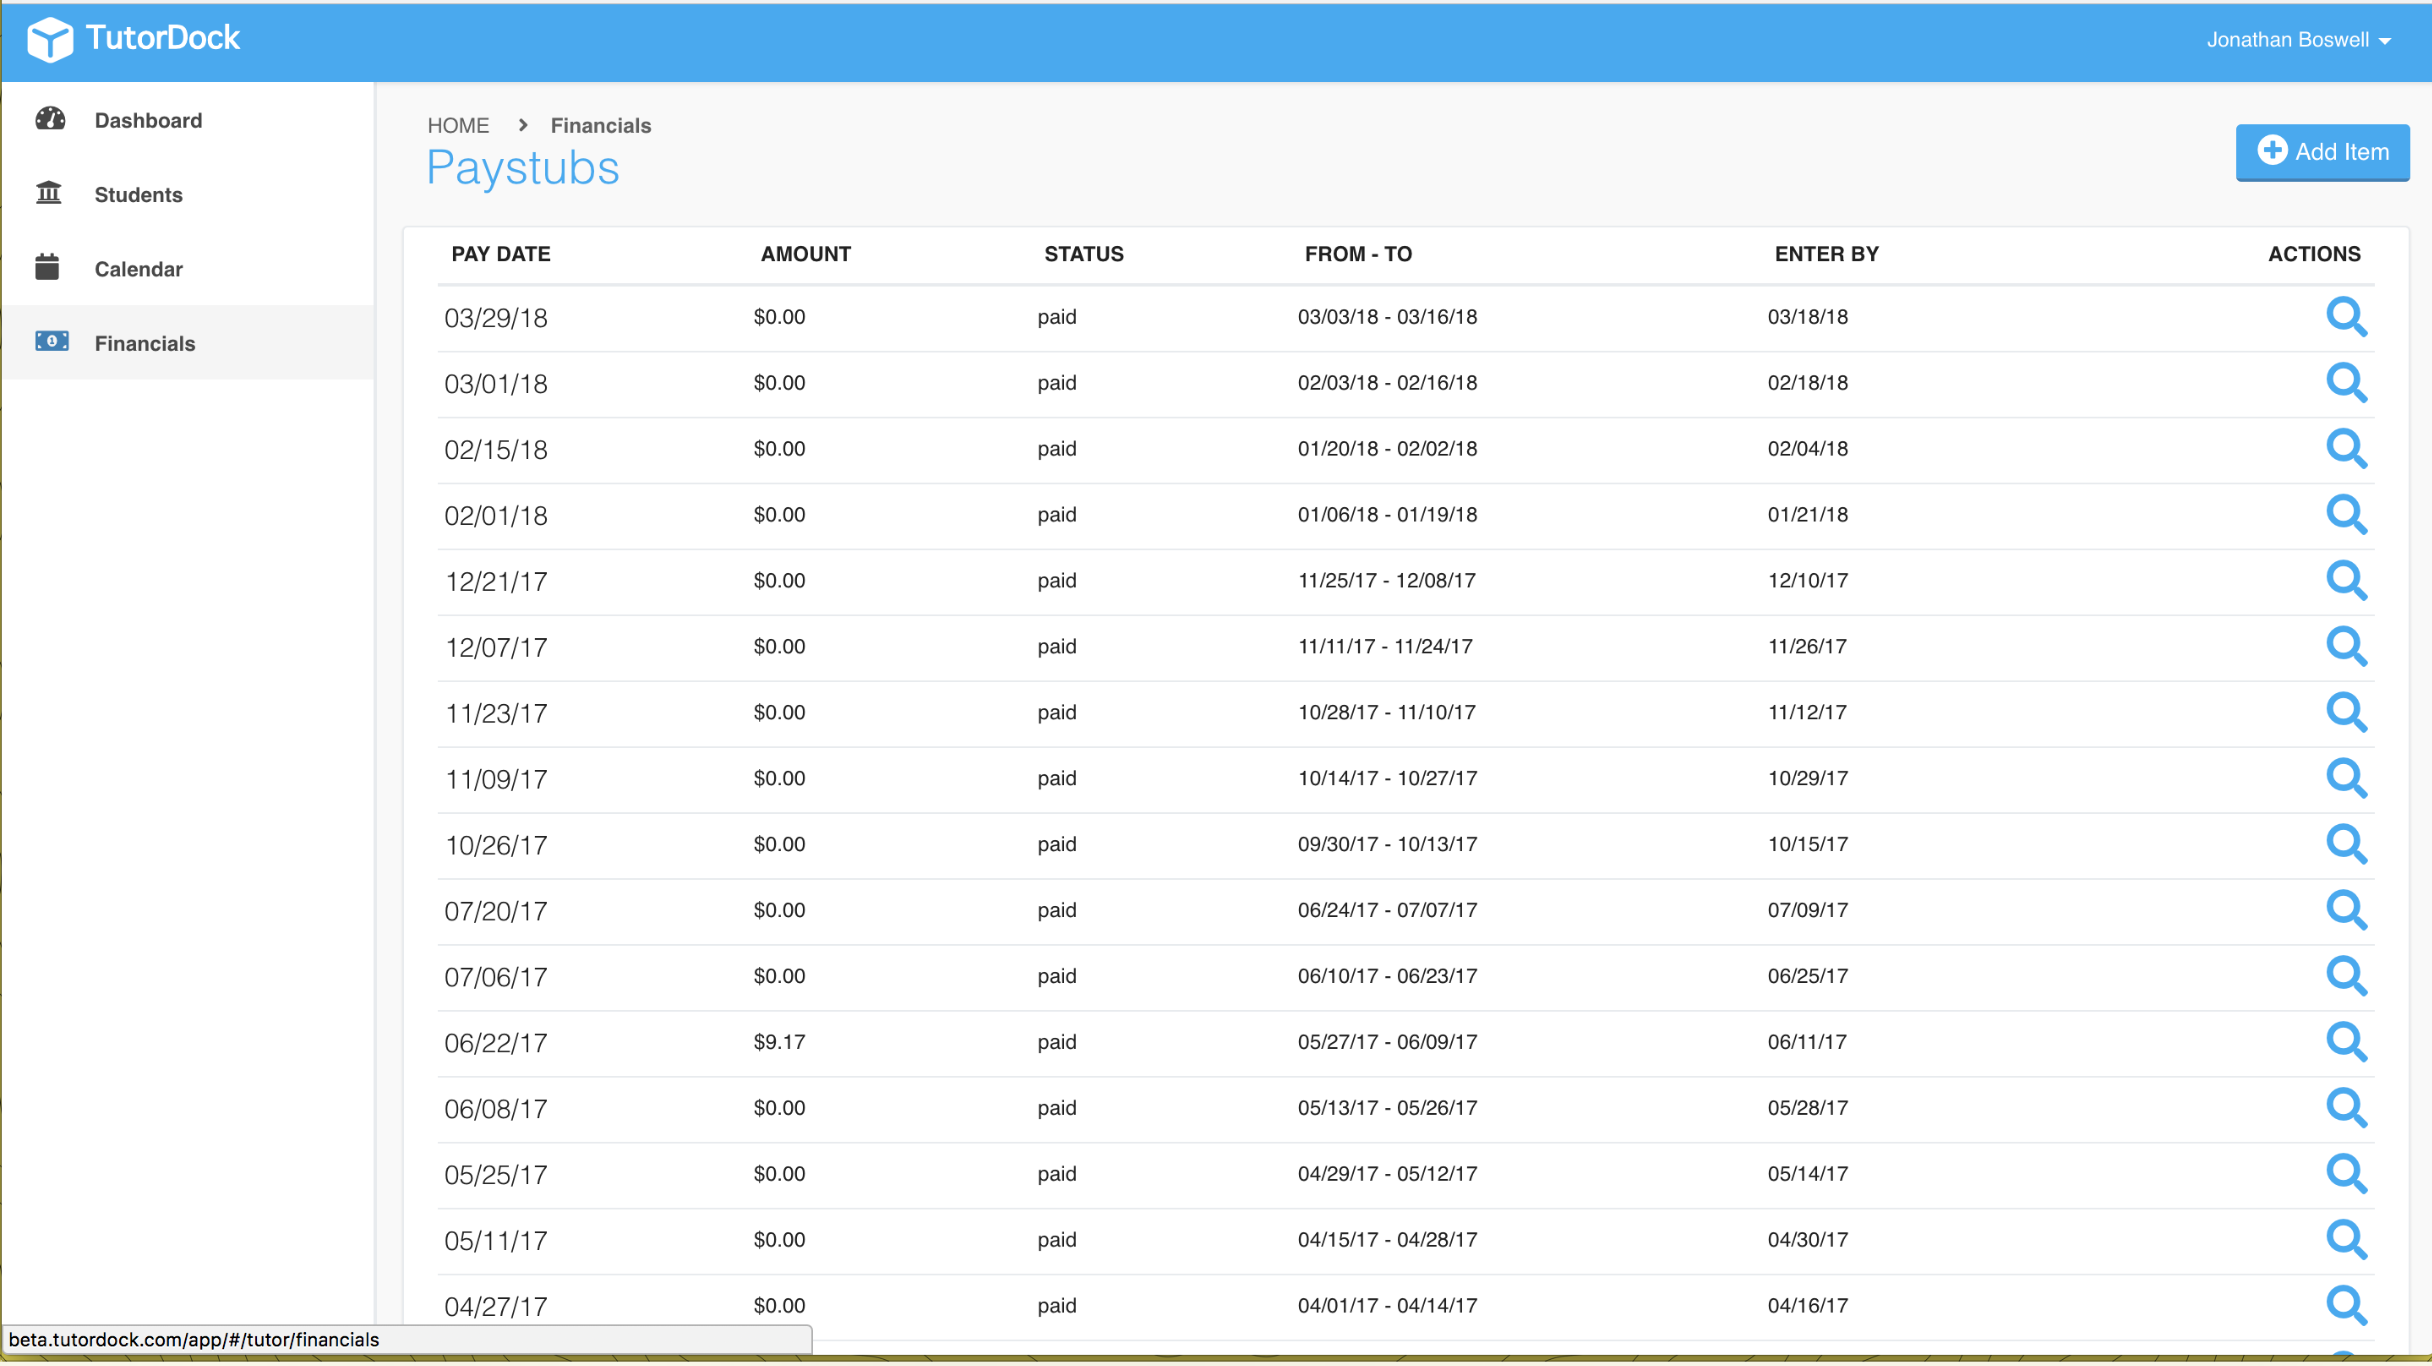 TutorDock
Jonathan Boswell
Dashboard
Students
Calendar
Financials
HOME > Financials
Paystubs
Add Item
PAY DATE AMOUNT STATUS FROM - TO ENTER BY ACTIONS
03/29/18 $0.00 paid 03/03/18 - 03/16/18 03/18/18
03/01/18 $0.00 paid 02/03/18 - 02/16/18 02/18/18
02/15/18 $0.00 paid 01/20/18 - 02/02/18 02/04/18
02/01/18 $0.00 paid 01/06/18 - 01/19/18 01/21/18
12/21/17 $0.00 paid 11/25/17 - 12/08/17 12/10/17
12/07/17 $0.00 paid 11/11/17 - 11/24/17 11/26/17
11/23/17 $0.00 paid 10/28/17 - 11/10/17 11/12/17
11/09/17 $0.00 paid 10/14/17 - 10/27/17 10/29/17
10/26/17 $0.00 paid 09/30/17 - 10/13/17 10/15/17
07/20/17 $0.00 paid 06/24/17 - 07/07/17 07/09/17
07/06/17 $0.00 paid 06/10/17 - 06/23/17 06/25/17
06/22/17 $9.17 paid 05/27/17 - 06/09/17 06/11/17
06/08/17 $0.00 paid 05/13/17 - 05/26/17 05/28/17
05/25/17 $0.00 paid 04/29/17 - 05/12/17 05/14/17
05/11/17 $0.00 paid 04/15/17 - 04/28/17 04/30/17
04/27/17 $0.00 paid 04/01/17 - 04/14/17 04/16/17
beta.tutordock.com/app/#/tutor/financials